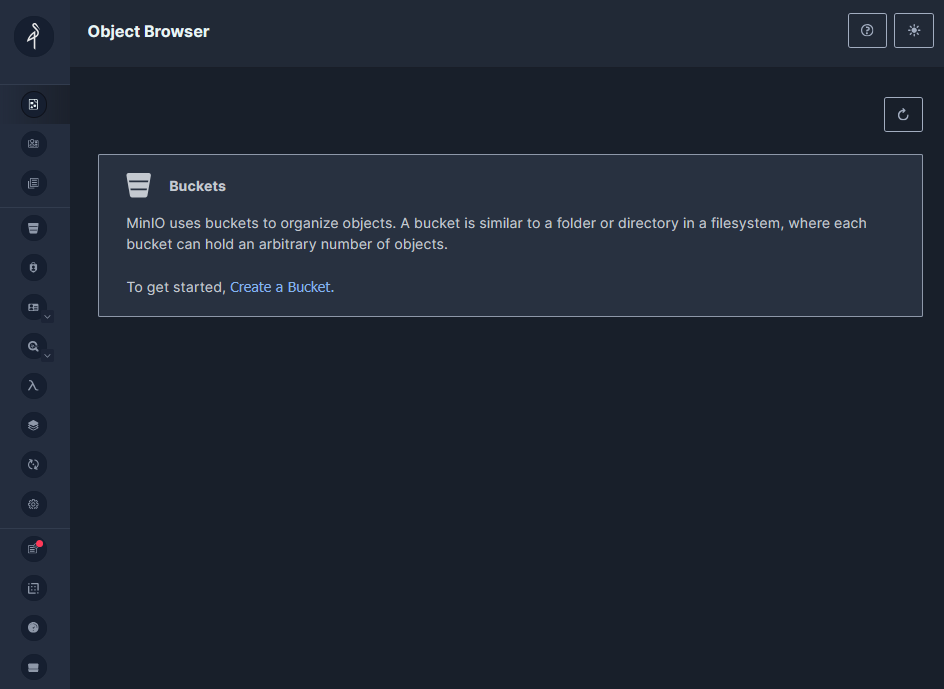 Object Browser
Buckets
MinIO uses buckets to organize objects. A bucket is similar to a folder or directory in a filesystem, where each
bucket can hold an arbitrary number of objects.
To get started, Create a Bucket.